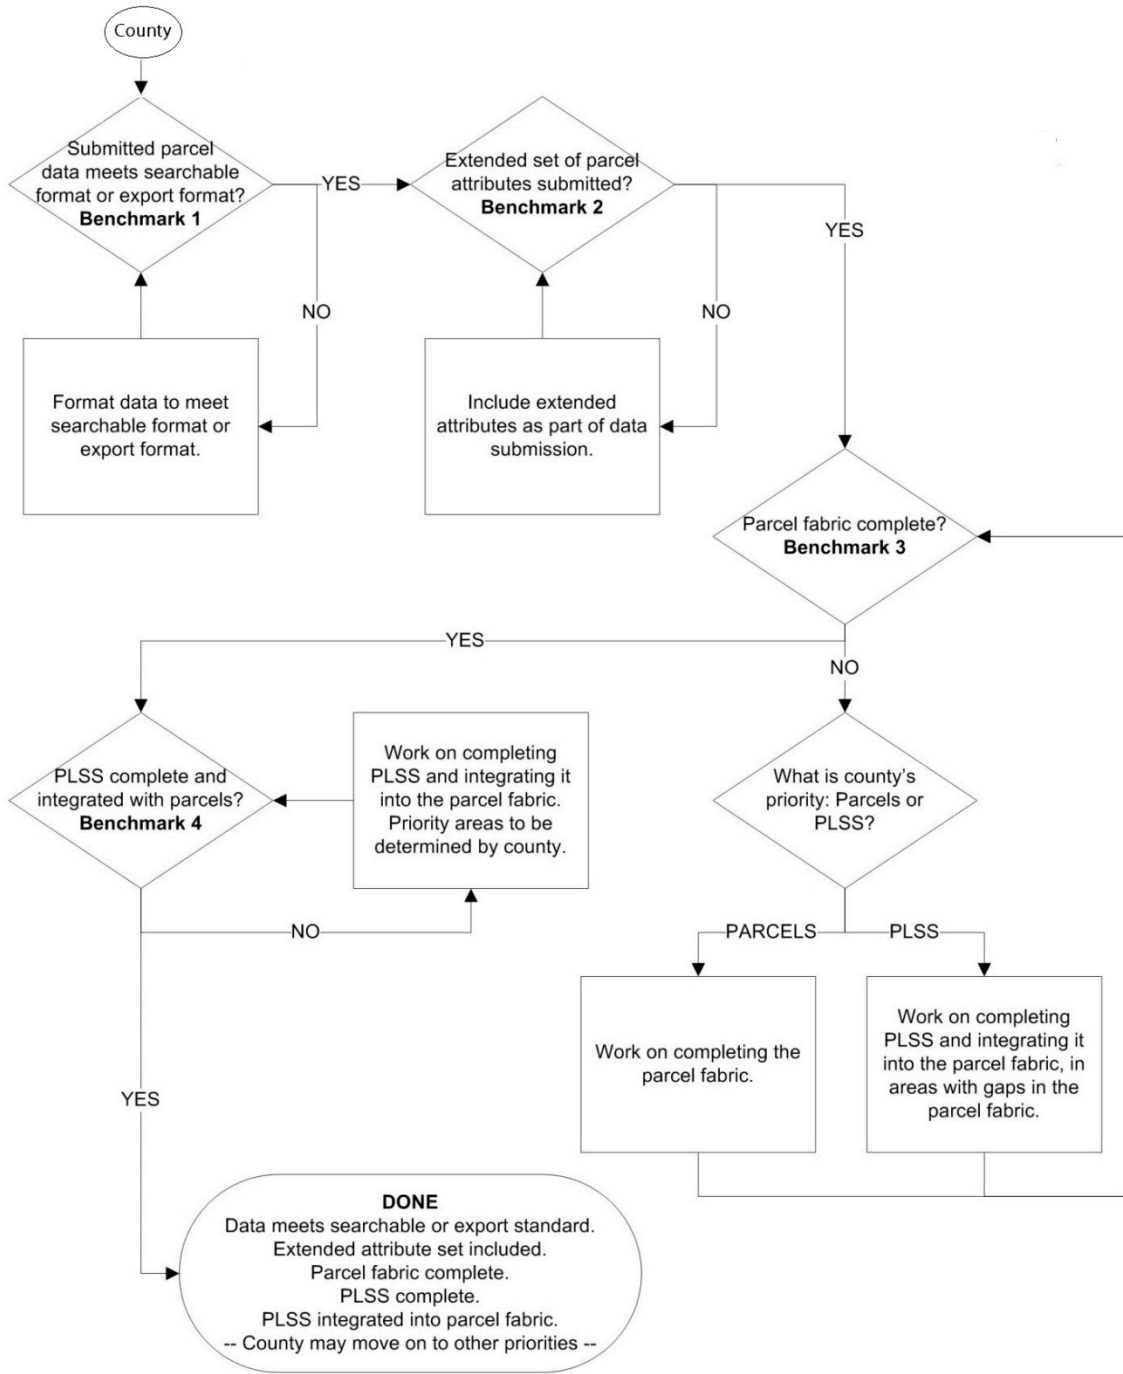 County
Submitted parcel
data meets searchable
format or export format?
Benchmark 1
YES
Extended set of parcel
attributes submitted?
Benchmark 2
YES
NO
NO
Format data to meet
searchable format or
export format.
Include extended
attributes as part of data
submission.
Parcel fabric complete?
Benchmark 3
YES
NO
PLSS complete and
integrated with parcels?
Benchmark 4
Work on completing
PLSS and integrating it
into the parcel fabric.
Priority areas to be
determined by county.
What is county's
priority: Parcels or
PLSS?
NO
PARCELS
PLSS
Work on completing the
parcel fabric.
Work on completing
PLSS and integrating it
into the parcel fabric, in
areas with gaps in the
parcel fabric.
YES
DONE
Data meets searchable or export standard.
Extended attribute set included.
Parcel fabric complete.
PLSS complete.
PLSS integrated into parcel fabric.
-- County may move on to other priorities --